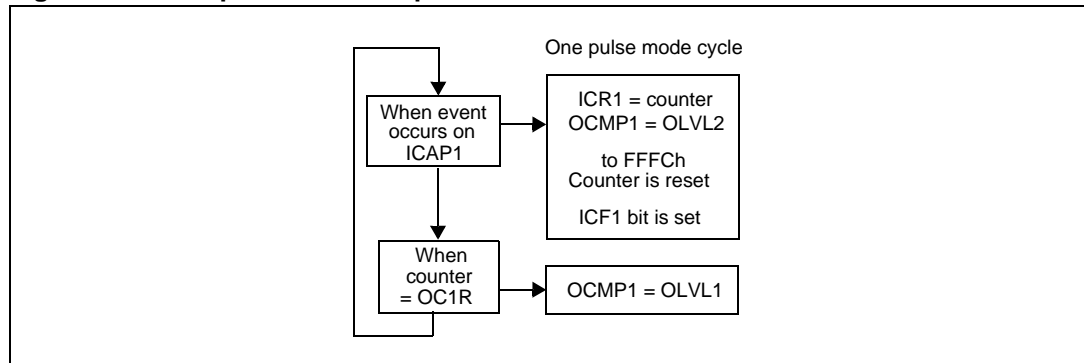 One pulse mode cycle
When event
occurs on
ICAP1
ICR1 = counter
OCMP1 = OLVL2
to FFFCh
Counter is reset
ICF1 bit is set
When
counter
= OC1R
OCMP1 = OLVL1